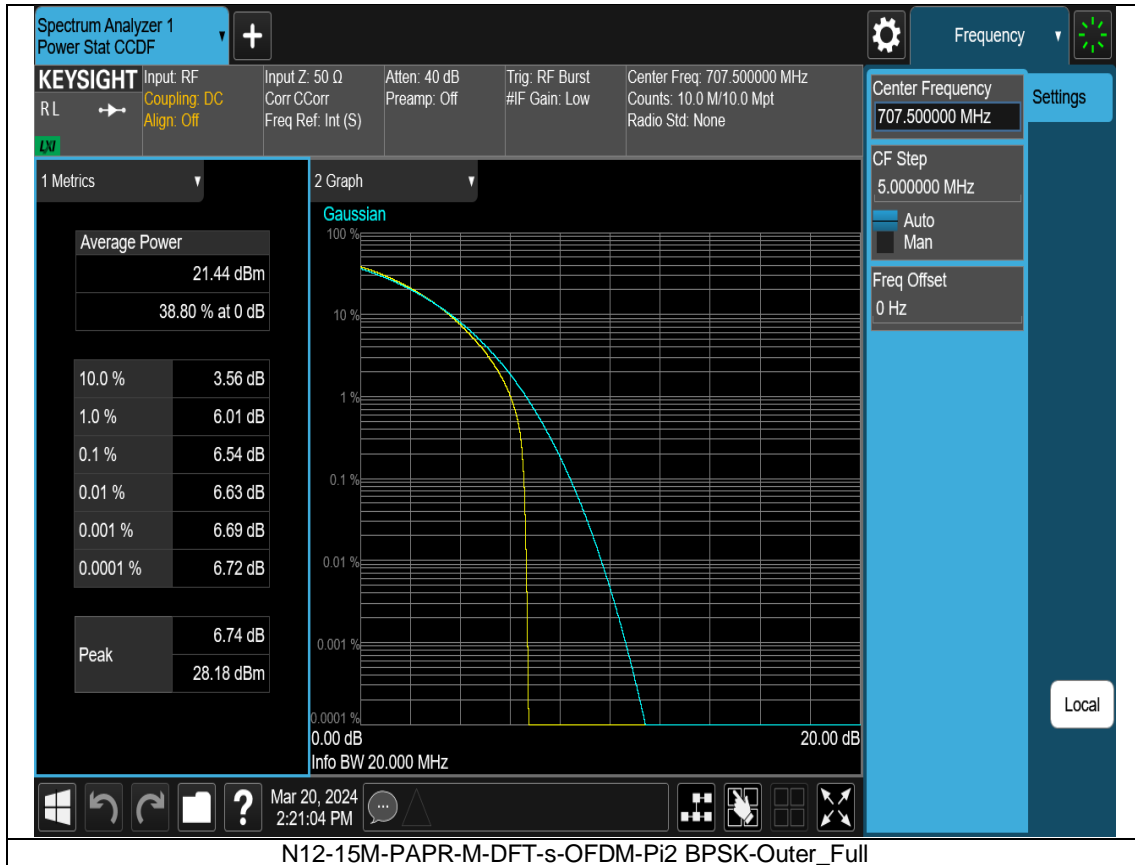 Spectrum Analyzer 1
Power Stat CCDF
+
Frequency
KEYSIGHT
R L
LXI
Input: RF
Coupling: DC
Align: Off
Input Z: 50 Ω
Corr CCorr
Freq Ref: Int (S)
Atten: 40 dB
Preamp: Off
Trig: RF Burst
#IF Gain: Low
Center Freq: 707.500000 MHz
Counts: 10.0 M/10.0 Mpt
Radio Std: None
Center Frequency
707.500000 MHz
Settings
CF Step
5.000000 MHz
Auto
Man
Freq Offset
0 Hz
Local
1 Metrics
Average Power
21.44 dBm
38.80 % at 0 dB
10.0 % 3.56 dB
1.0 % 6.01 dB
0.1 % 6.54 dB
0.01 % 6.63 dB
0.001 % 6.69 dB
0.0001 % 6.72 dB
Peak 6.74 dB
28.18 dBm
2 Graph
Gaussian
100 %
10 %
1 %
0.1 %
0.01 %
0.001 %
0.0001 %
0.00 dB 20.00 dB
Info BW 20.000 MHz
?
Mar 20, 2024
2:21:04 PM
N12-15M-PAPR-M-DFT-s-OFDM-Pi2 BPSK-Outer_Full